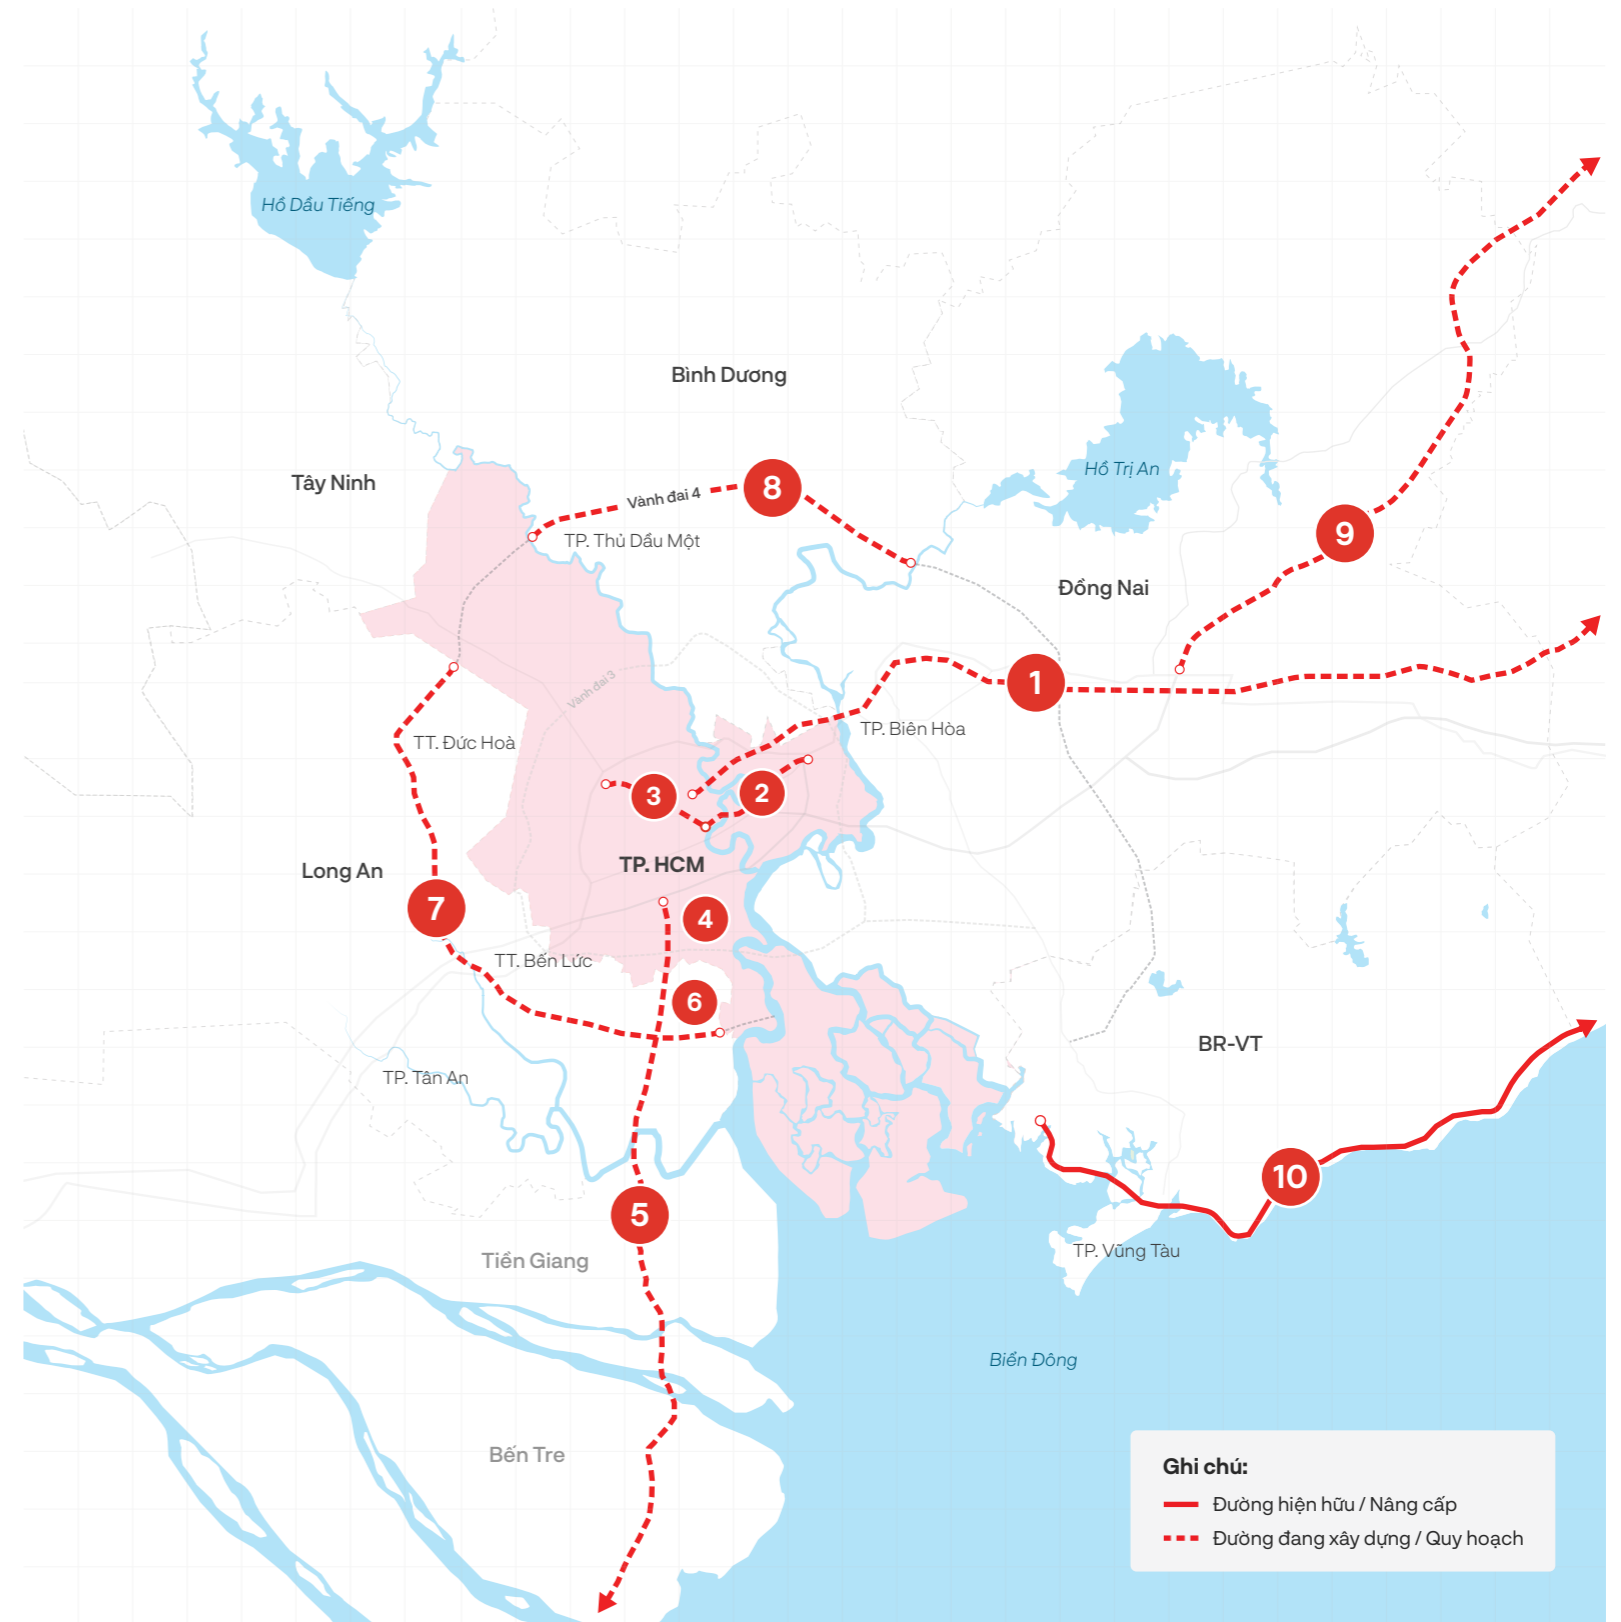 Hồ Dầu Tiếng
Bình Dương
Hồ Trị An
Tây Ninh
8
Vành đai 4
9
TP. Thủ Dầu Một
Đồng Nai
Vành đai 3
1
TP. Biên Hòa
TT. Đức Hoà
3
2
TP. HCM
Long An
7
4
TT. Bến Lức
6
BR-VT
TP. Tân An
10
5
TP. Vũng Tàu
Tiền Giang
Biển Đông
Bến Tre
Ghi chú:
Đường hiện hữu / Nâng cấp
Đường đang xây dựng / Quy hoạch